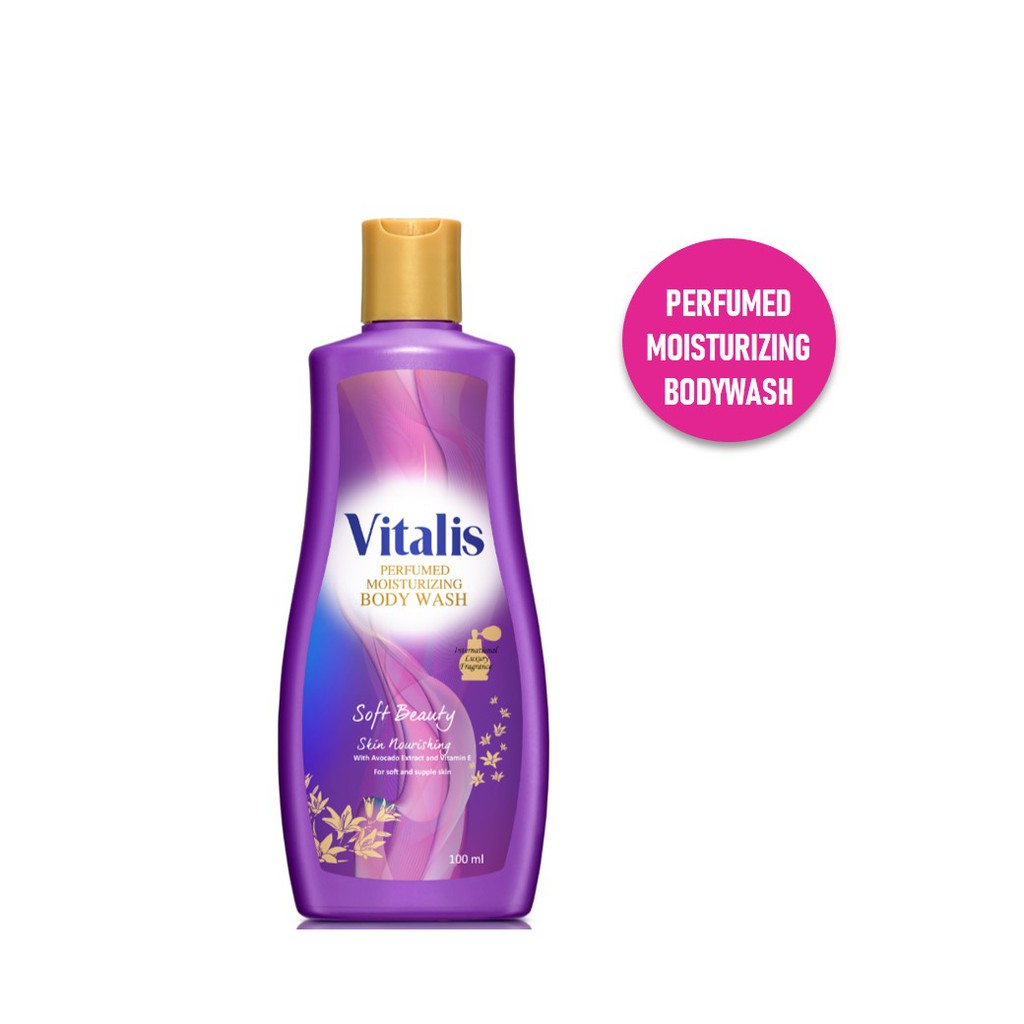 PERFUMED
MOISTURIZING
BODYWASH
Vitalis
PERFUMED
MOISTURIZING
BODY WASH
International
Luxury
Fragrance
Soft Beauty
Skin Nourishing
With Avocado Extract and Vitamin E
For soft and supple skin
100 ml